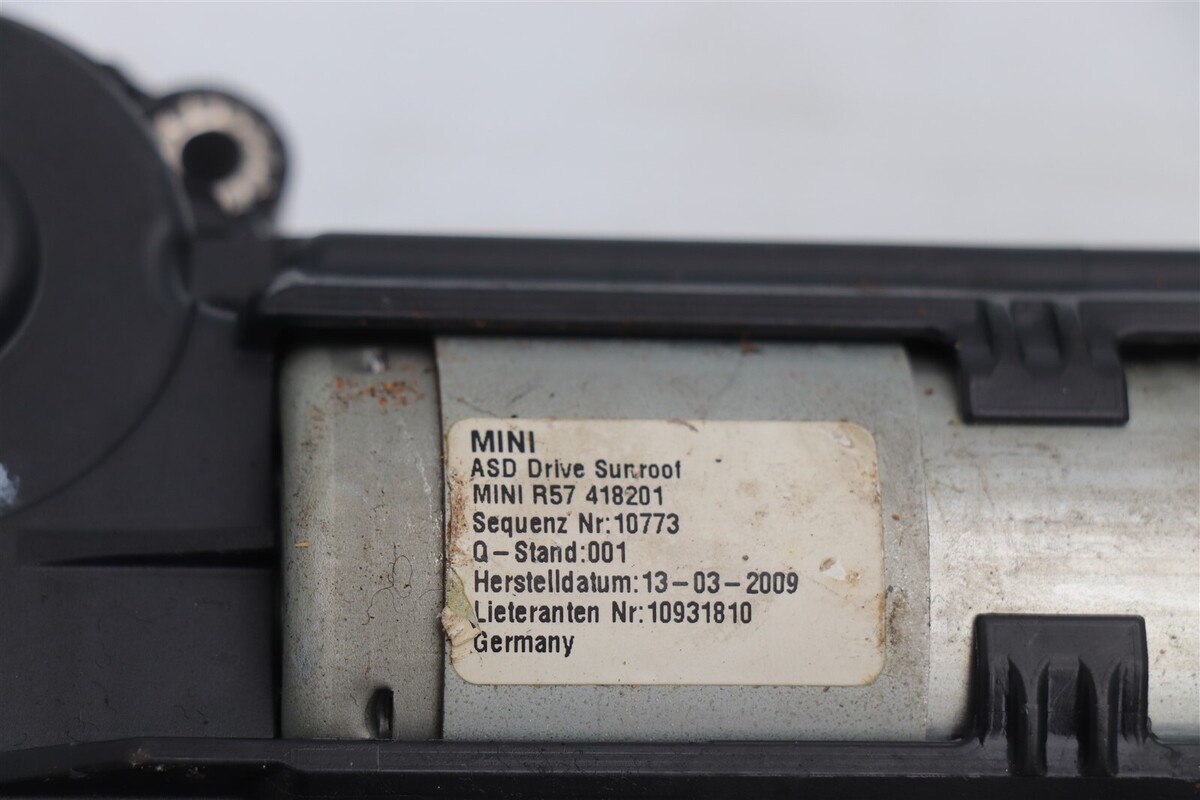 MINI
ASD Drive Sunroof
MINI R57 418201
Sequenz Nr:10773
Q-Stand:001
Herstelldatum:13-03-2009
Lieferanten Nr:10931810
Germany